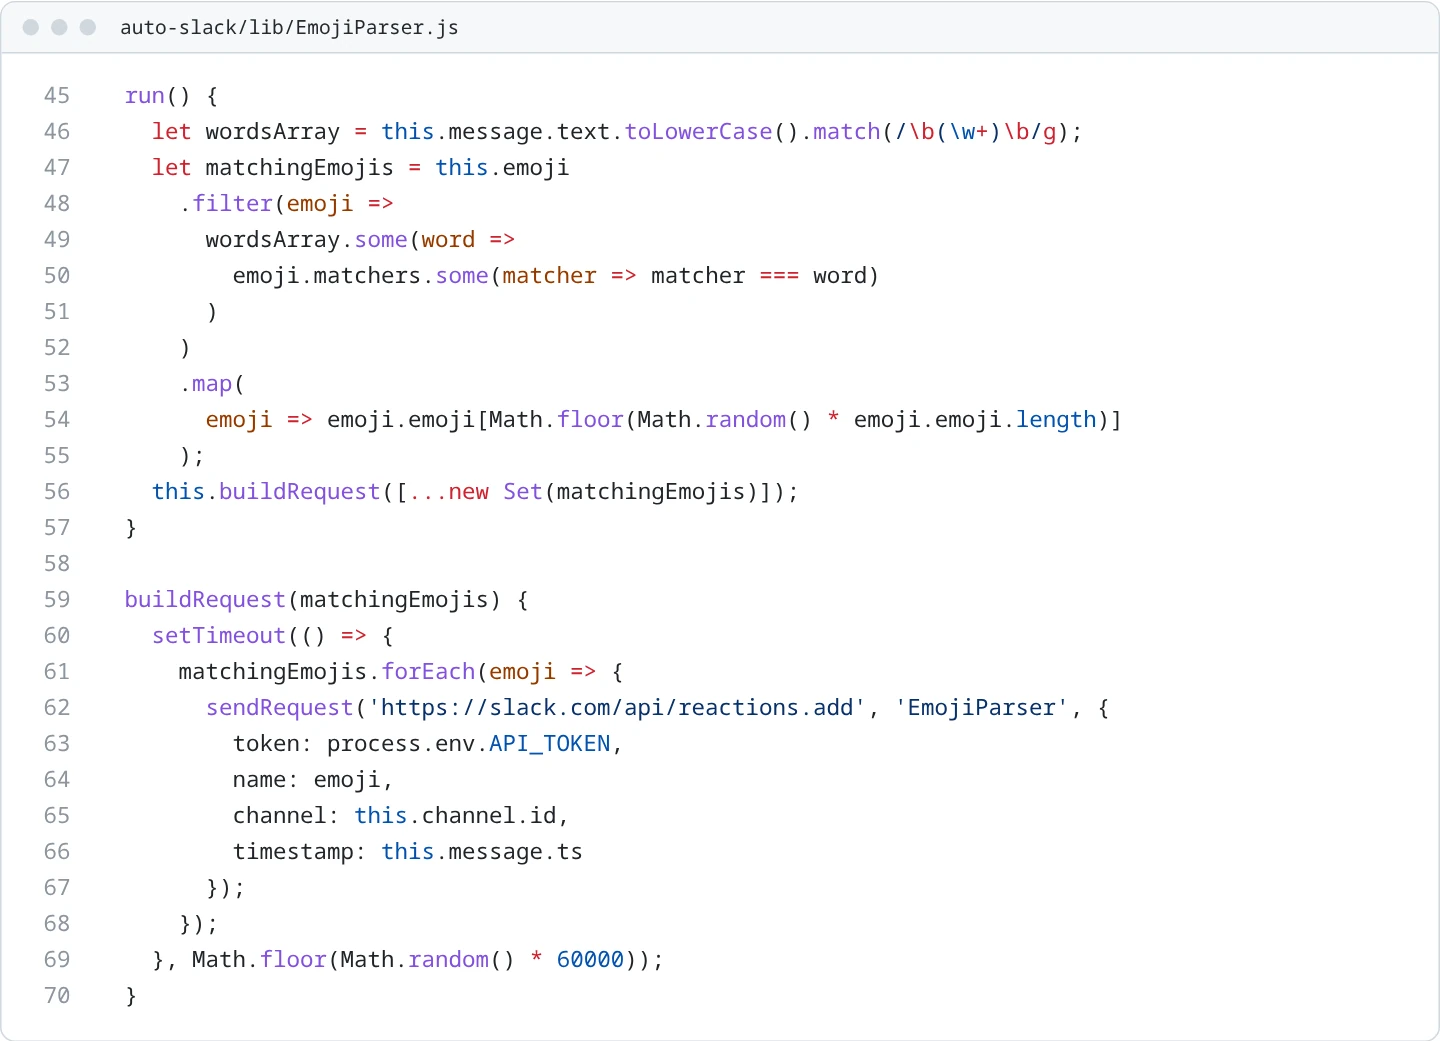 auto-slack/lib/EmojiParser.js
45 run() {
46 let wordsArray = this.message.text.toLowerCase().match(/\b(\w+)\b/g);
47 let matchingEmojis = this.emoji
48 .filter(emoji =>
49 wordsArray.some(word =>
50 emoji.matchers.some(matcher => matcher === word)
51 )
52 )
53 .map(
54 emoji => emoji.emoji[Math.floor(Math.random() * emoji.emoji.length)]
55 );
56 this.buildRequest([...new Set(matchingEmojis)]);
57 }
58
59 buildRequest(matchingEmojis) {
60 setTimeout(() => {
61 matchingEmojis.forEach(emoji => {
62 sendRequest('https://slack.com/api/reactions.add', 'EmojiParser', {
63 token: process.env.API_TOKEN,
64 name: emoji,
65 channel: this.channel.id,
66 timestamp: this.message.ts
67 });
68 });
69 }, Math.floor(Math.random() * 60000));
70 }